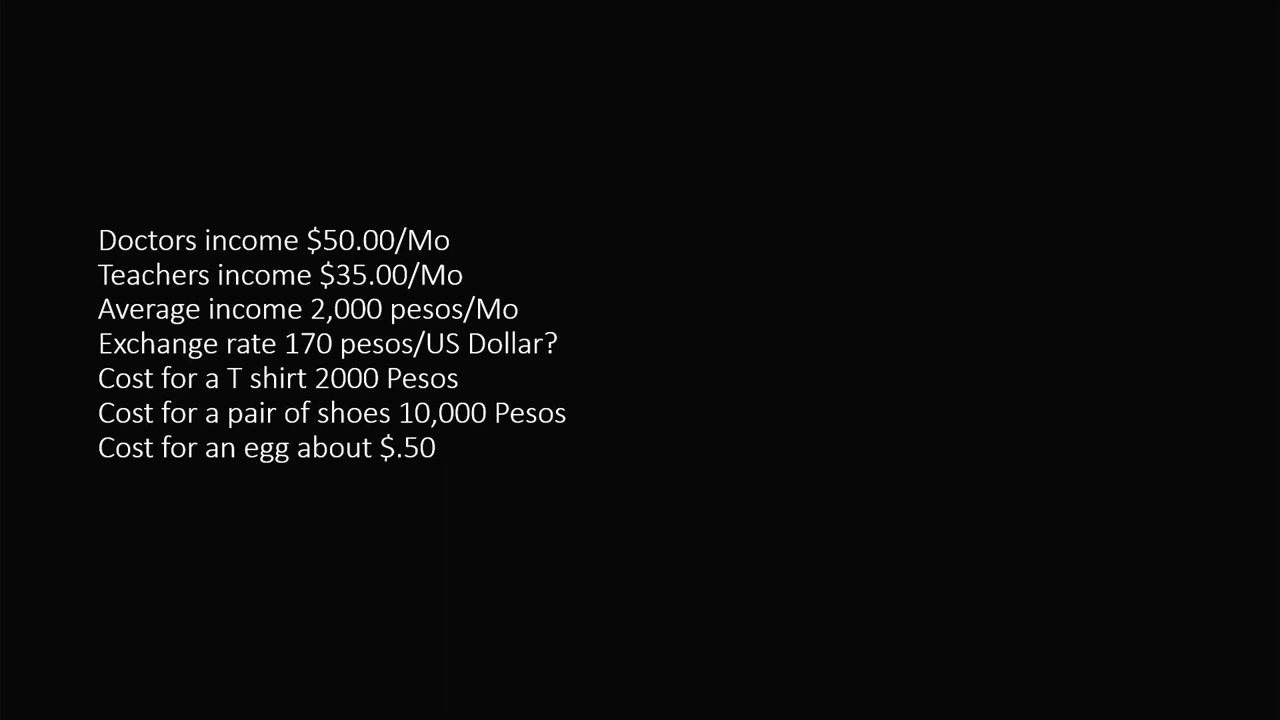 Doctors income $50.00/Mo
Teachers income $35.00/Mo
Average income 2,000 pesos/Mo
Exchange rate 170 pesos/US Dollar?
Cost for a T shirt 2000 Pesos
Cost for a pair of shoes 10,000 Pesos
Cost for an egg about $.50